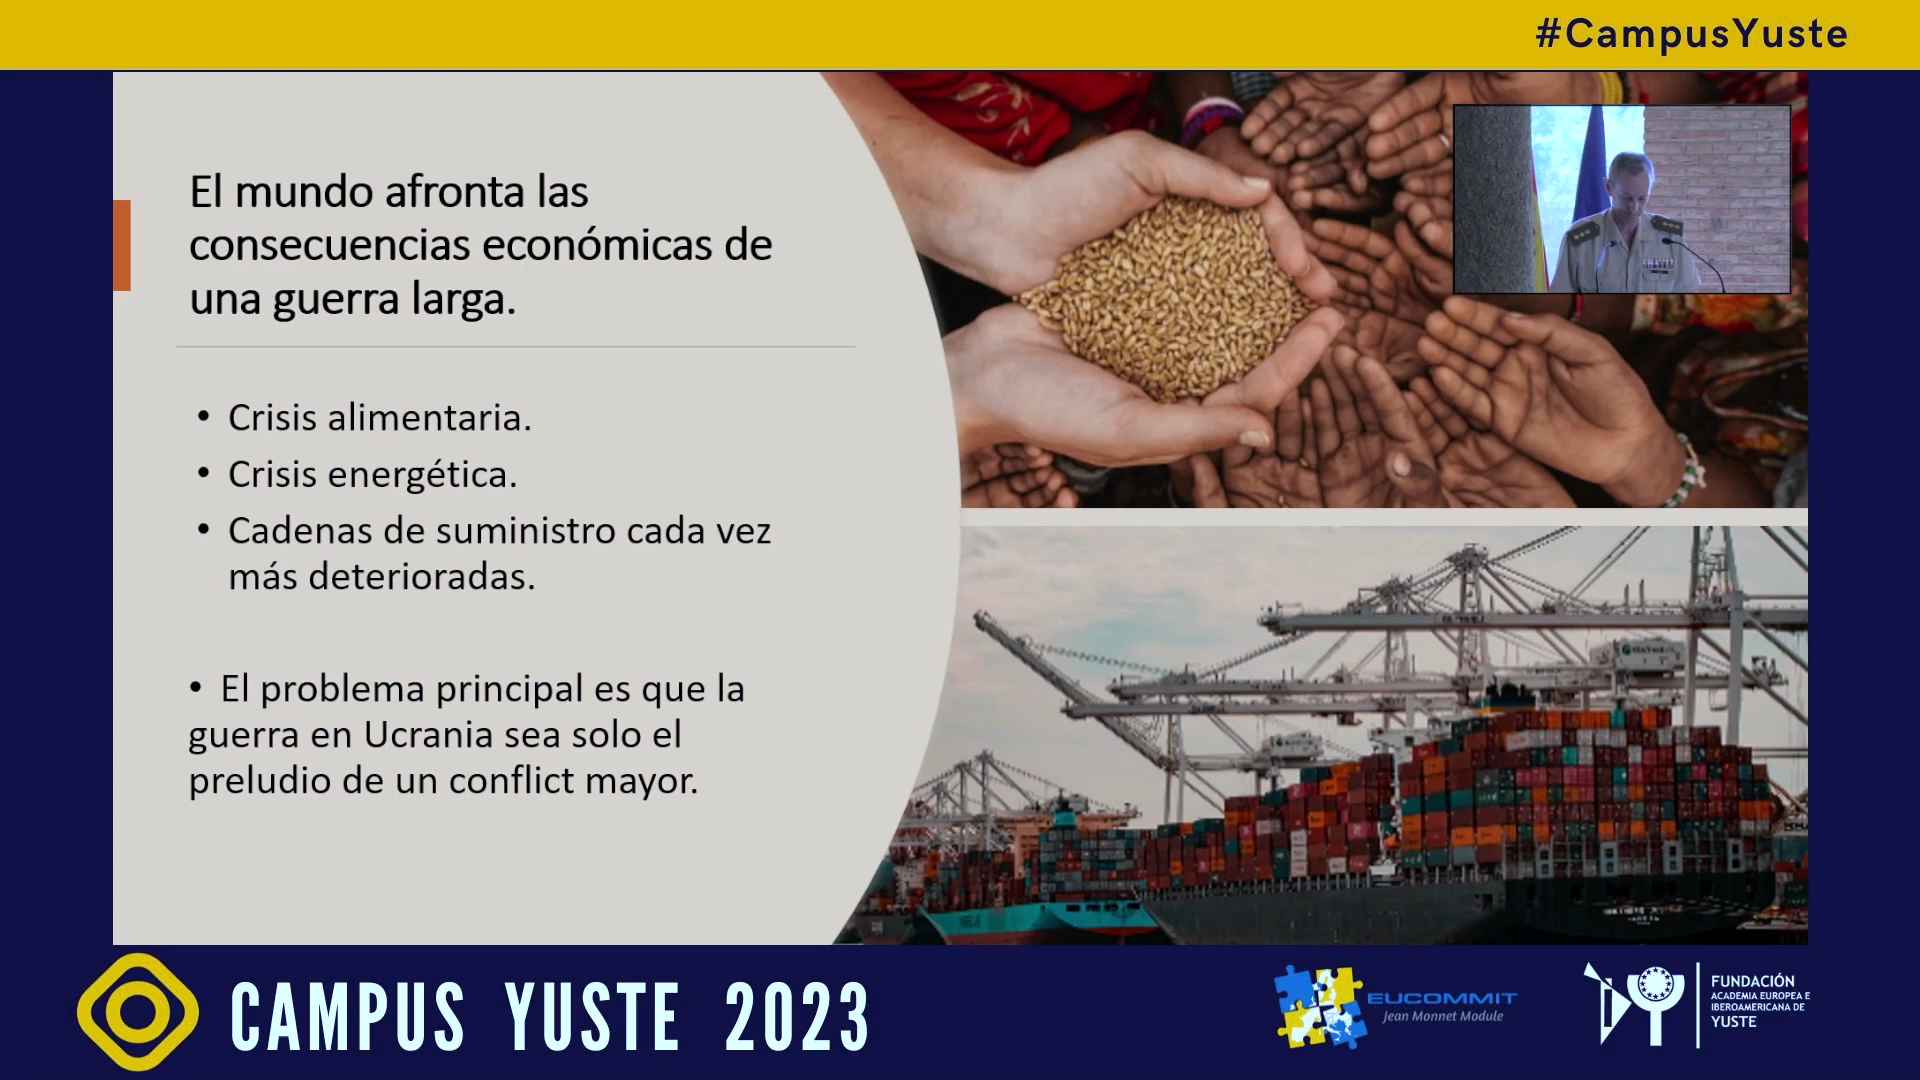 #CampusYuste
El mundo afronta las
consecuencias económicas de
una guerra larga.
• Crisis alimentaria.
• Crisis energética.
• Cadenas de suministro cada vez
más deterioradas.
• El problema principal es que la
guerra en Ucrania sea solo el
preludio de un conflict mayor.
CAMPUS YUSTE 2023
EUCOMMIT
Jean Monnet Module
FUNDACIÓN
ACADEMIA EUROPEA E
IBEROAMERICANA DE
YUSTE